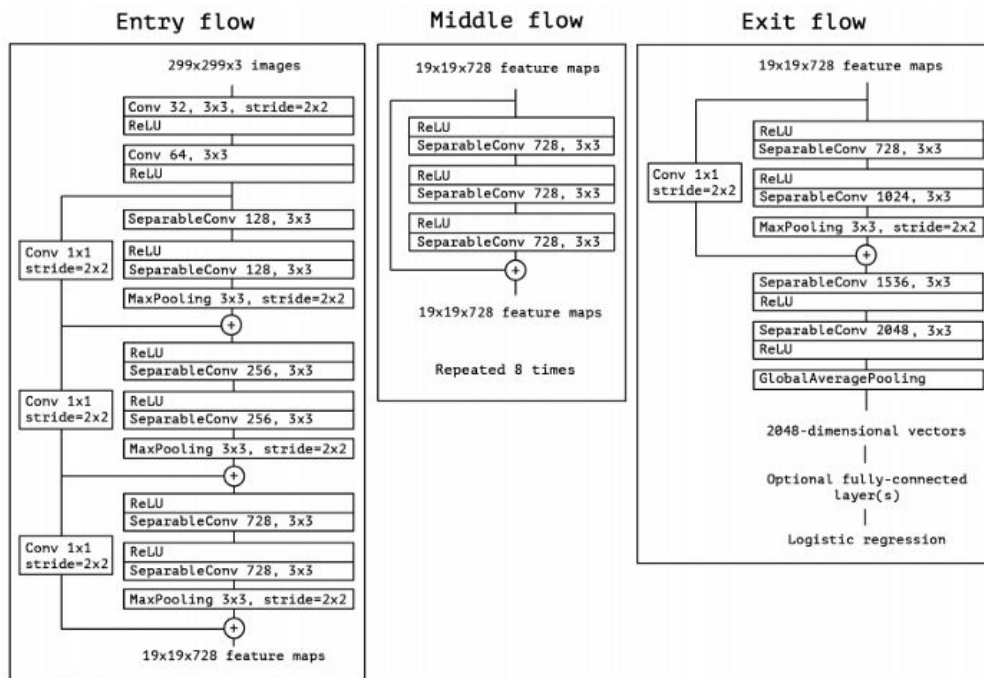 Entry flow
299x299x3 images
Conv 32, 3x3, stride=2x2
ReLU
Conv 64, 3x3
ReLU
SeparableConv 128, 3x3
Conv 1x1
stride=2x2
ReLU
SeparableConv 128, 3x3
MaxPooling 3x3, stride=2x2
+
ReLU
SeparableConv 256, 3x3
Conv 1x1
stride=2x2
ReLU
SeparableConv 256, 3x3
MaxPooling 3x3, stride=2x2
+
ReLU
SeparableConv 728, 3x3
Conv 1x1
stride=2x2
ReLU
SeparableConv 728, 3x3
MaxPooling 3x3, stride=2x2
+
19x19x728 feature maps
Middle flow
19x19x728 feature maps
ReLU
SeparableConv 728, 3x3
ReLU
SeparableConv 728, 3x3
ReLU
SeparableConv 728, 3x3
+
19x19x728 feature maps
Repeated 8 times
Exit flow
19x19x728 feature maps
ReLU
SeparableConv 728, 3x3
Conv 1x1
stride=2x2
ReLU
SeparableConv 1024, 3x3
MaxPooling 3x3, stride=2x2
+
SeparableConv 1536, 3x3
ReLU
SeparableConv 2048, 3x3
ReLU
GlobalAveragePooling
2048-dimensional vectors
Optional fully-connected
layer(s)
Logistic regression